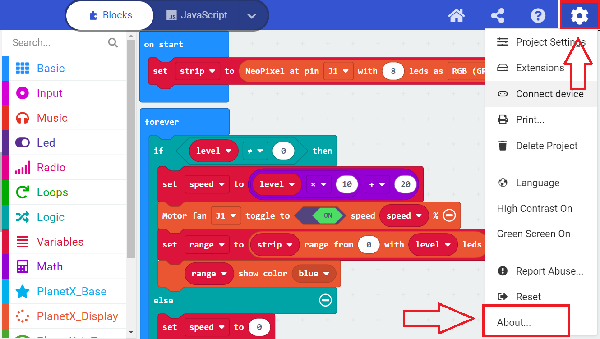 Blocks
JavaScript
Search...
Basic
Input
Music
Led
Radio
Loops
Logic
Variables
Math
PlanetX_Base
PlanetX_Display
on start
set strip to NeoPixel at pin J1 with 8 leds as RGB (GR
forever
if level ≠ 0 then
set speed to level × 10 + 20
Motor fan J1 toggle to ON speed speed %
set range to strip range from 0 with level leds
range show color blue
else
set speed to 0
Project Settings
Extensions
Connect device
Print...
Delete Project
Language
High Contrast On
Green Screen On
Report Abuse...
Reset
About...